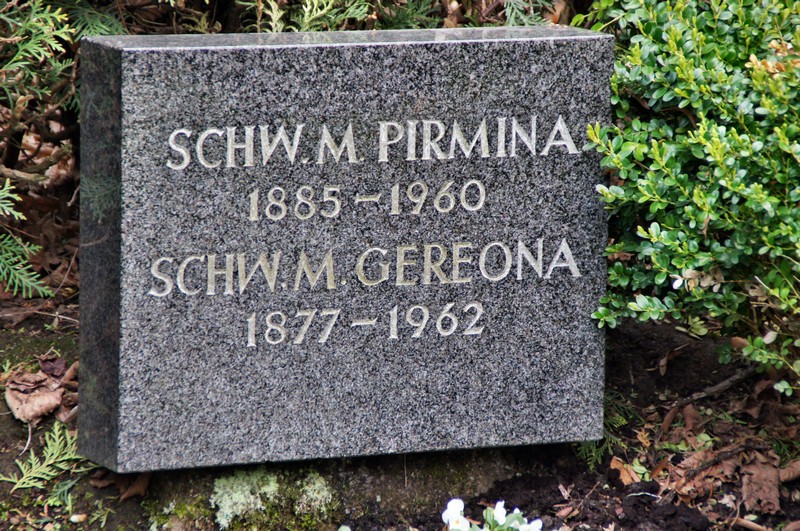 SCHW. M. PIRMINA
1885 – 1960
SCHW. M. GEREONA
1877 – 1962